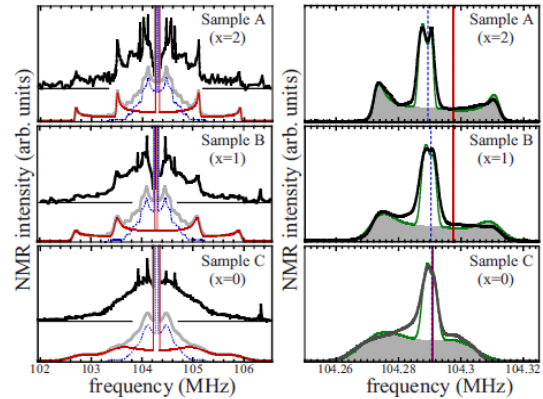 Sample A
(x=2)
Sample B
(x=1)
Sample C
(x=0)
NMR intensity (arb. units)
102 103 104 105 106
frequency (MHz)
Sample A
(x=2)
Sample B
(x=1)
Sample C
(x=0)
NMR intensity (arb. units)
104.26 104.28 104.3 104.32
frequency (MHz)